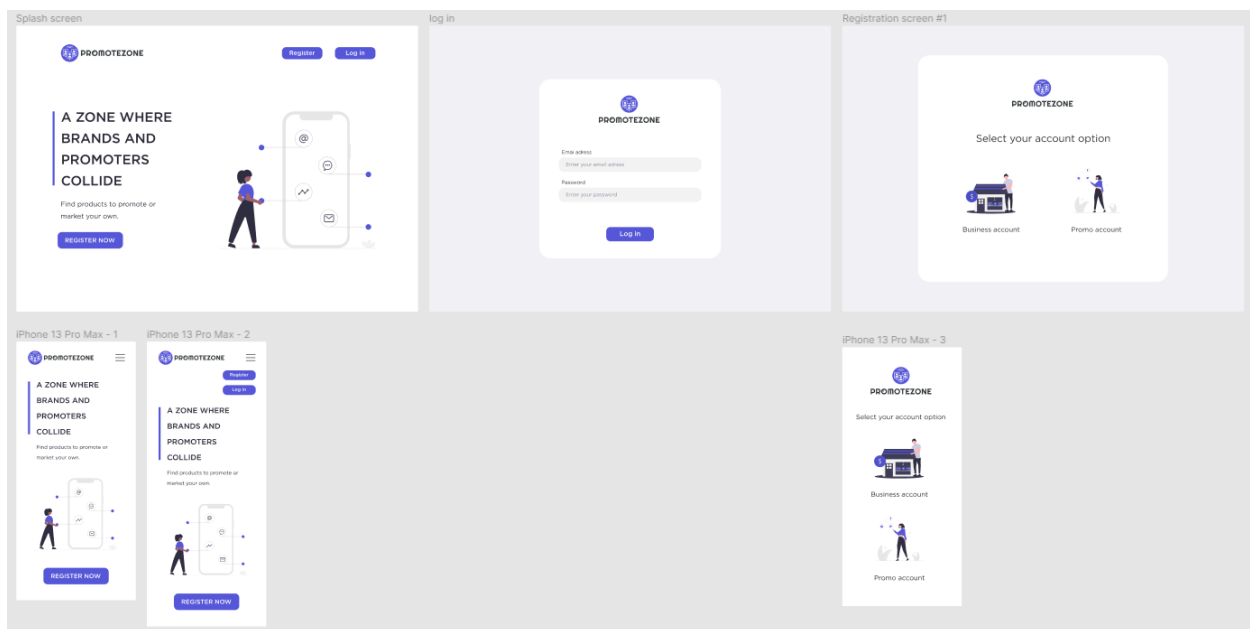 Splash screen
PROMOTEZONE
Register
Log in
A ZONE WHERE
BRANDS AND
PROMOTERS
COLLIDE
Find products to promote or
market your own.
REGISTER NOW
@
log in
PROMOTEZONE
Emai adress
Enter your email adress
Password
Enter your password
Log in
Registration screen #1
PROMOTEZONE
Select your account option
$
Business account
Promo account
iPhone 13 Pro Max - 1
PROMOTEZONE
A ZONE WHERE
BRANDS AND
PROMOTERS
COLLIDE
Find products to promote or
market your own.
@
REGISTER NOW
iPhone 13 Pro Max - 2
PROMOTEZONE
Register
Log in
A ZONE WHERE
BRANDS AND
PROMOTERS
COLLIDE
Find products to promote or
market your own.
@
REGISTER NOW
iPhone 13 Pro Max - 3
PROMOTEZONE
Select your account option
$
Business account
Promo account